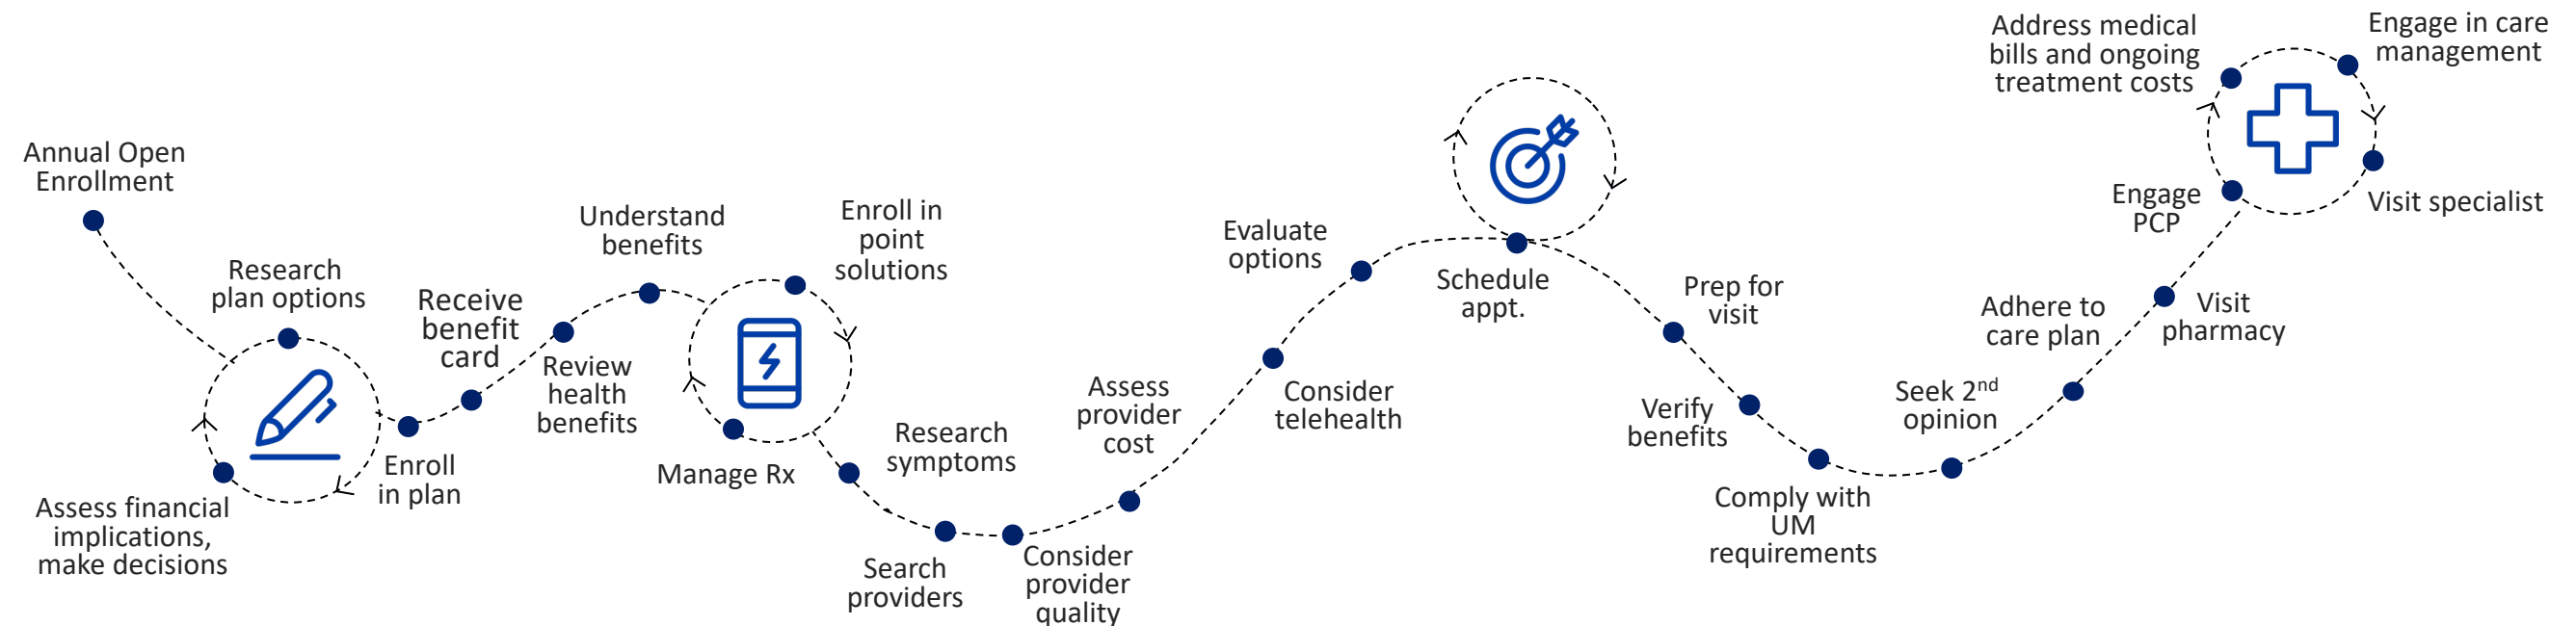 Annual Open
Enrollment
Research
plan options
Assess financial
implications,
make decisions
Enroll
in plan
Receive
benefit
card
Review
health
benefits
Understand
benefits
Enroll in
point
solutions
Manage Rx
Research
symptoms
Search
providers
Consider
provider
quality
Assess
provider
cost
Consider
telehealth
Evaluate
options
Schedule
appt.
Prep for
visit
Verify
benefits
Comply with
UM
requirements
Seek 2nd
opinion
Adhere to
care plan
Visit
pharmacy
Engage
PCP
Address medical
bills and ongoing
treatment costs
Engage in care
management
Visit specialist